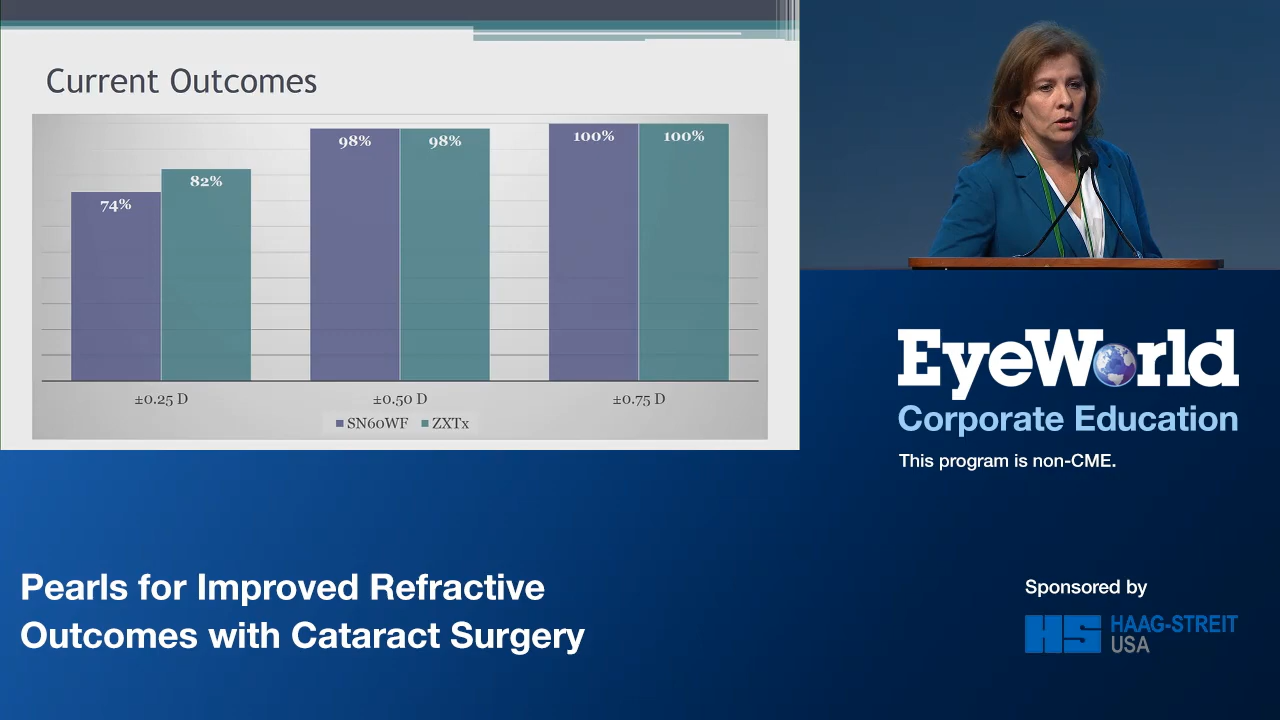 Current Outcomes
74%
82%
98%
98%
100%
100%
±0.25 D
±0.50 D
±0.75 D
SN60WF
ZXTx
EyeWorld
Corporate Education
This program is non-CME.
Pearls for Improved Refractive
Outcomes with Cataract Surgery
Sponsored by
HS HAAG-STREIT
USA